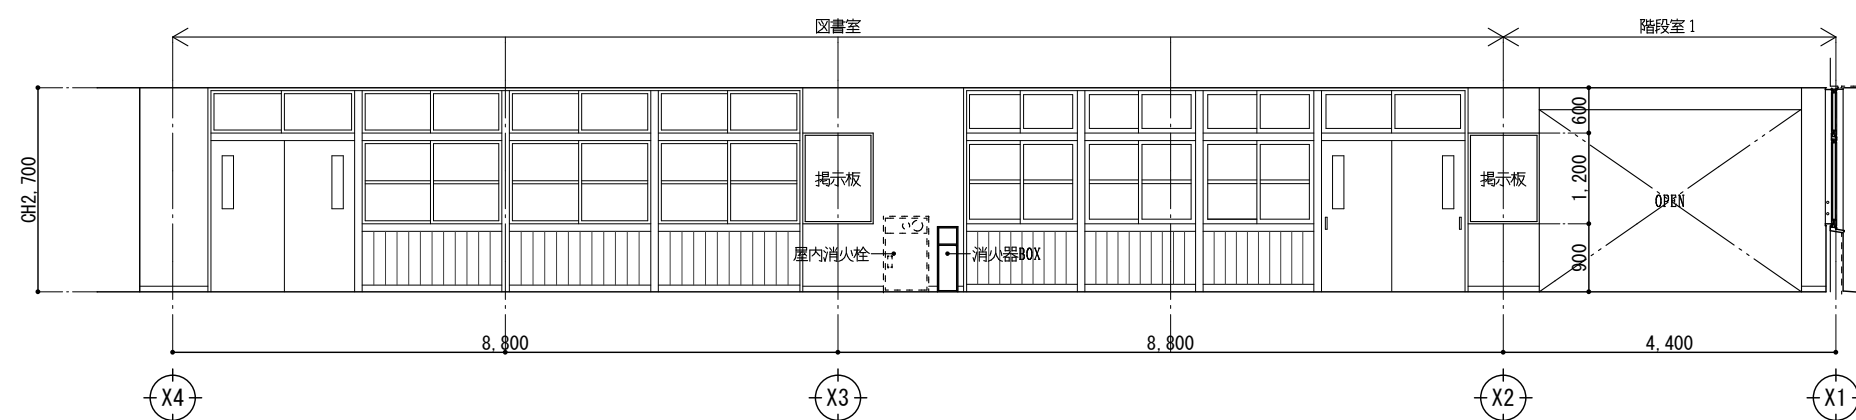 図書室
階段室1
CH2,700
600
1,200
900
掲示板
掲示板
OPEN
屋内消火栓
消火器BOX
8,800
8,800
4,400
X4
X3
X2
X1